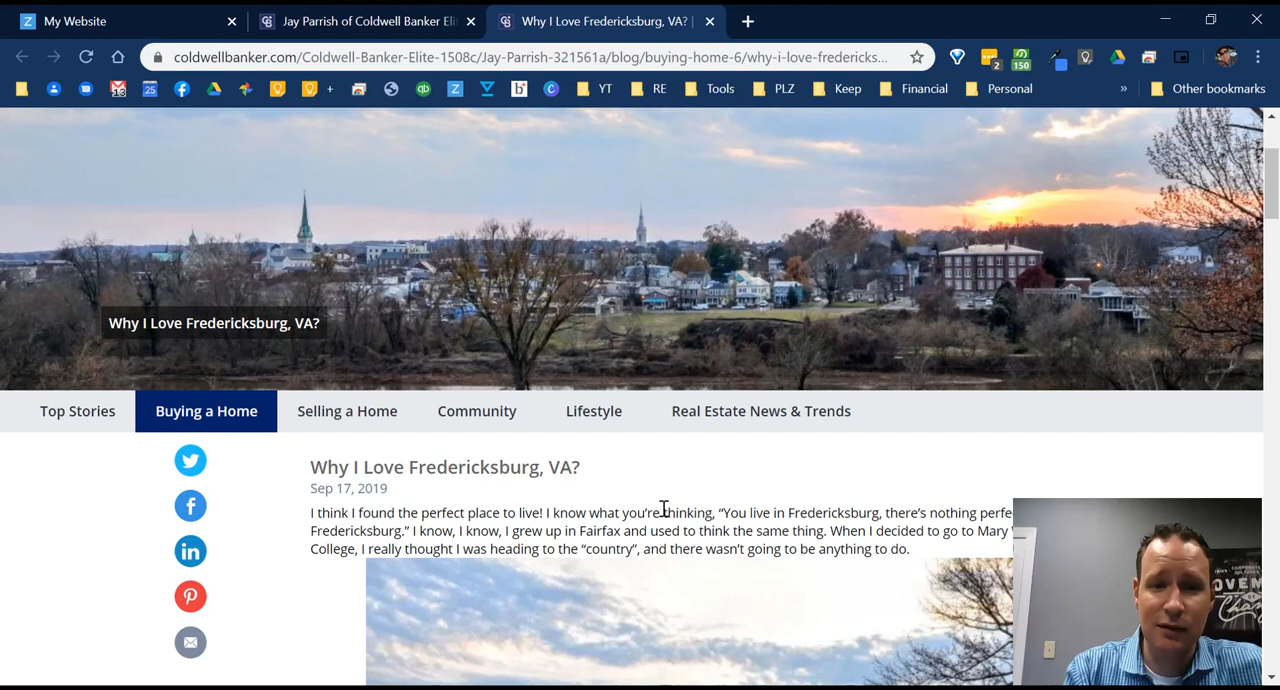 My Website
Jay Parrish of Coldwell Banker Eli
Why I Love Fredericksburg, VA? |
coldwellbanker.com/Coldwell-Banker-Elite-1508c/Jay-Parrish-321561a/blog/buying-home-6/why-i-love-fredericks...
2
150
18
25
+
YT
RE
Tools
PLZ
Keep
Financial
Personal
»
Other bookmarks
Why I Love Fredericksburg, VA?
Top Stories
Buying a Home
Selling a Home
Community
Lifestyle
Real Estate News & Trends
Why I Love Fredericksburg, VA?
Sep 17, 2019
I think I found the perfect place to live! I know what you're thinking, “You live in Fredericksburg, there’s nothing perfe
Fredericksburg.” I know, I know, I grew up in Fairfax and used to think the same thing. When I decided to go to Mary
College, I really thought I was heading to the “country”, and there wasn’t going to be anything to do.